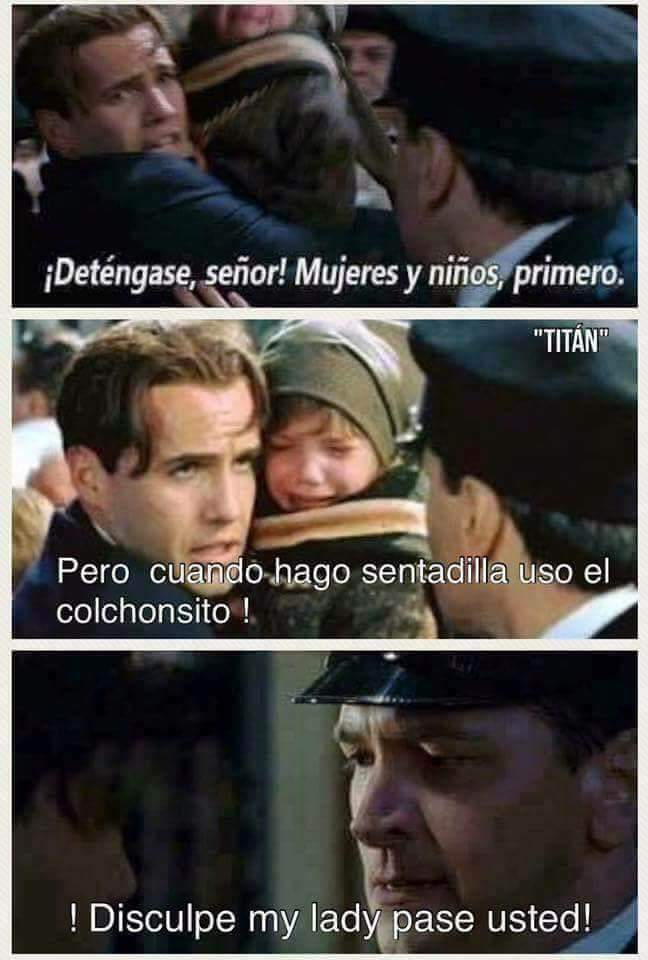 ¡Deténgase, señor! Mujeres y niños, primero.
"TITÁN"
Pero cuando hago sentadilla uso el
colchonsito !
! Disculpe my lady pase usted!